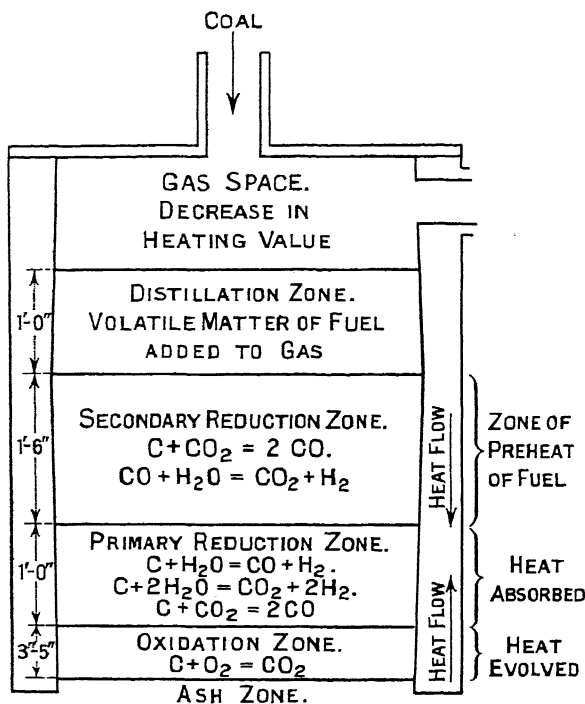 COAL
GAS SPACE.
DECREASE IN
HEATING VALUE
1'-0"
DISTILLATION ZONE.
VOLATILE MATTER OF FUEL
ADDED TO GAS
1'-6"
SECONDARY REDUCTION ZONE.
C+CO₂ = 2 CO.
CO+H₂O = CO₂+H₂
HEAT FLOW
ZONE OF
PREHEAT
OF FUEL
1'-0"
PRIMARY REDUCTION ZONE.
C+H₂O=CO+H₂.
C+2H₂O=CO₂+2H₂.
C+CO₂=2CO
HEAT
ABSORBED
3"-5"
OXIDATION ZONE.
C+O₂=CO₂
HEAT FLOW
HEAT
EVOLVED
ASH ZONE.